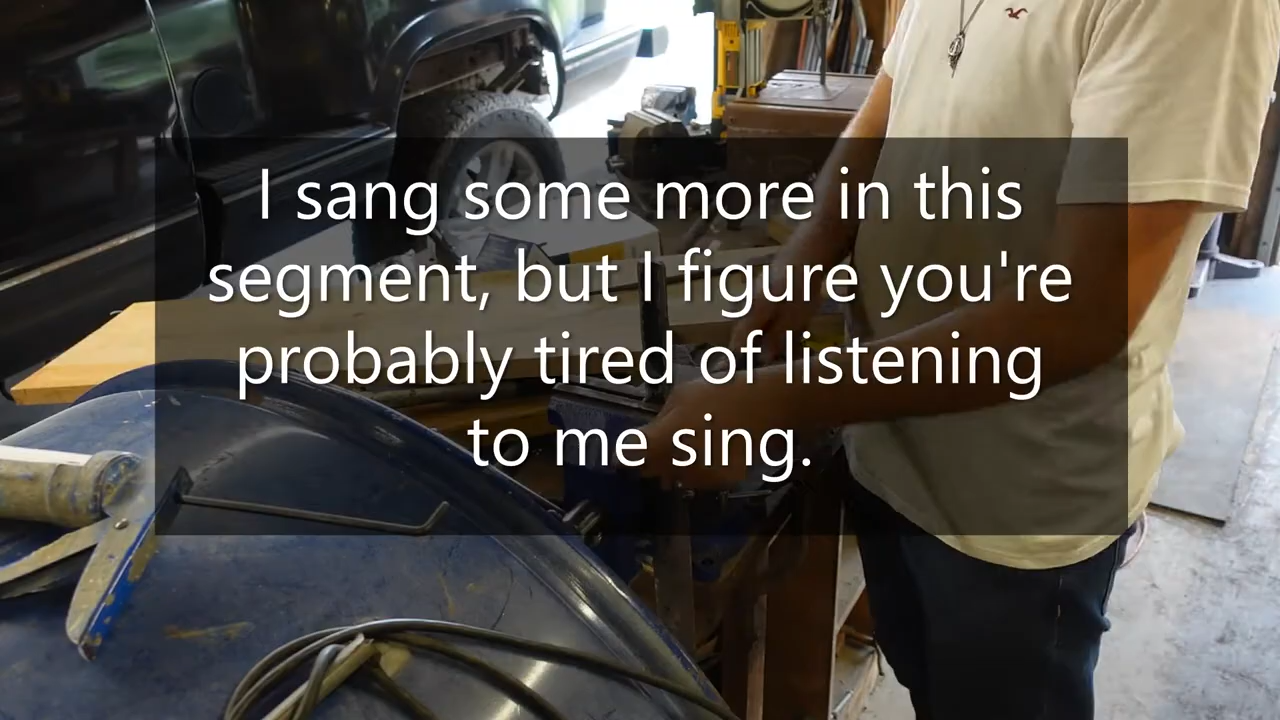 I sang some more in this
segment, but I figure you're
probably tired of listening
to me sing.